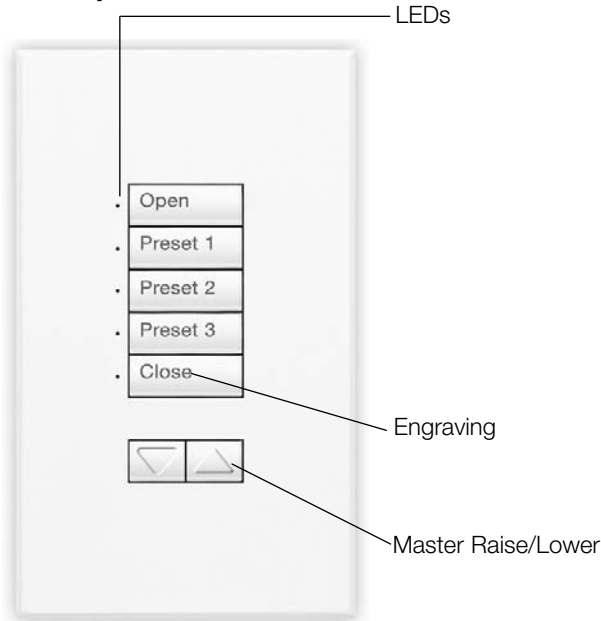 LEDs
Open
Preset 1
Preset 2
Preset 3
Close
Engraving
Master Raise/Lower